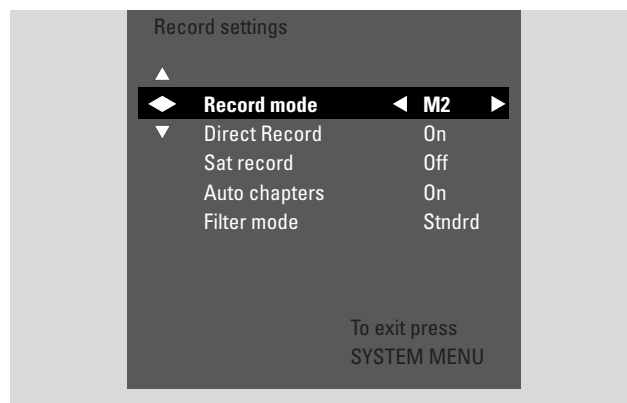 Record settings
Record mode M2
Direct Record On
Sat record Off
Auto chapters On
Filter mode Stndrd
To exit press
SYSTEM MENU